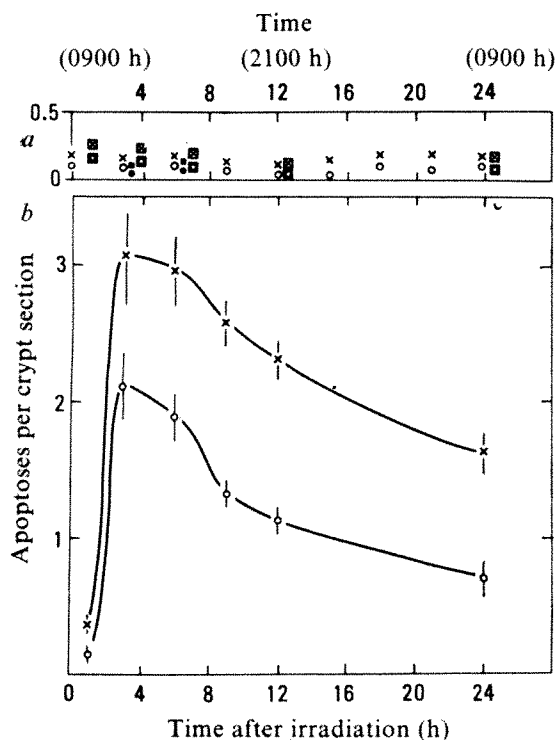 Time
(0900 h) (2100 h) (0900 h)
4 8 12 16 20 24
0.5
a
0
b
3
2
1
Apoptoses per crypt section
0 4 8 12 16 20 24
Time after irradiation (h)